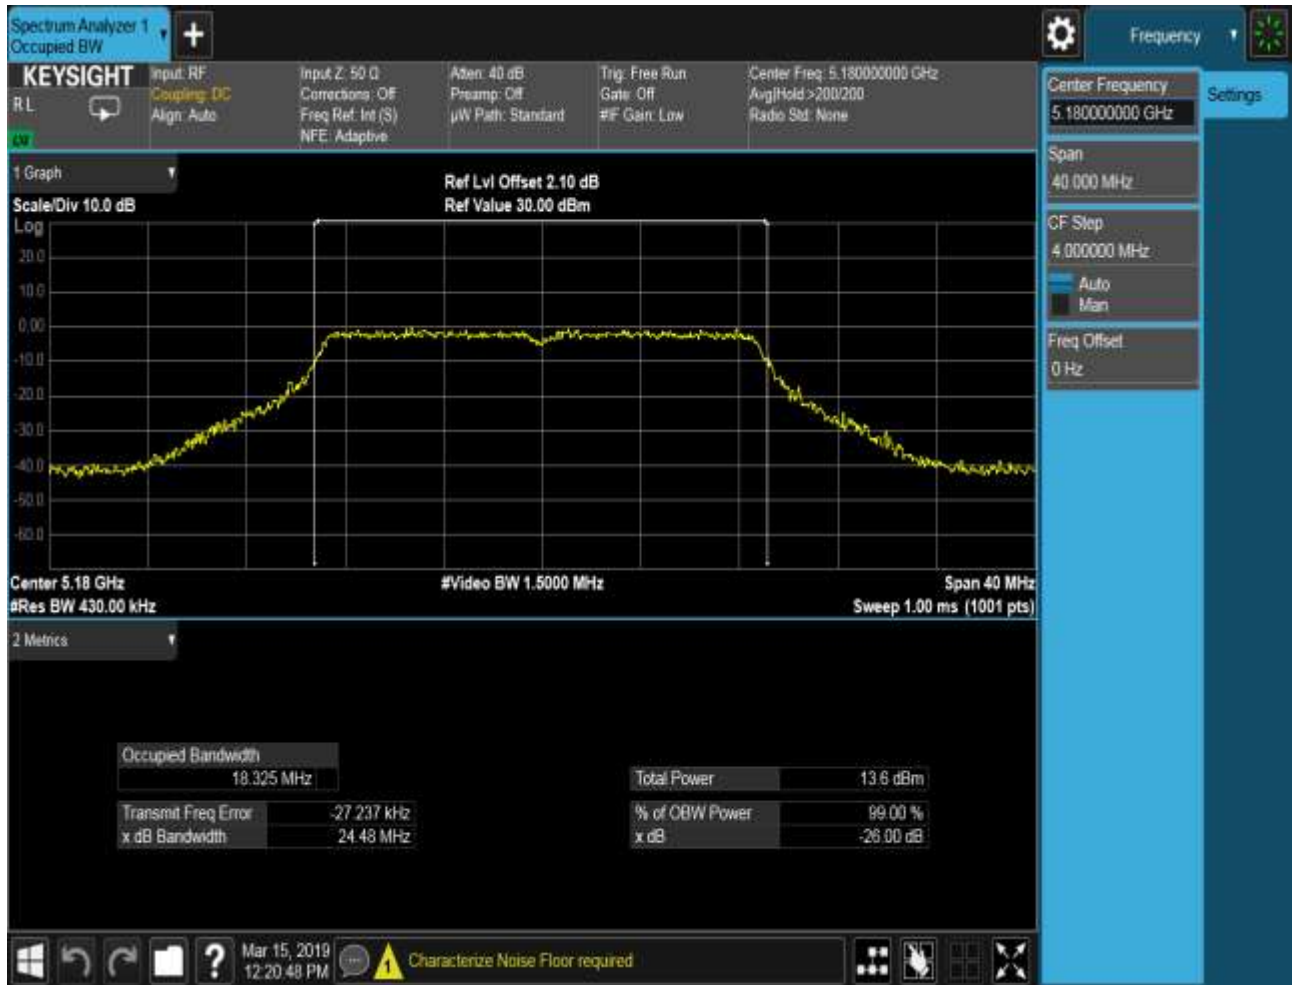 Spectrum Analyzer 1
Occupied BW
Frequency
KEYSIGHT
R L
Input: RF
Coupling: DC
Align: Auto
Input Z: 50 Ω
Corrections: Off
Freq Ref: Int (S)
NFE: Adaptive
Atten: 40 dB
Preamp: Off
µW Path: Standard
Trig: Free Run
Gate: Off
#IF Gain: Low
Center Freq: 5.180000000 GHz
Avg|Hold:>200/200
Radio Std: None
Center Frequency
5.180000000 GHz
Settings
Span
40.000 MHz
CF Step
4.000000 MHz
Auto
Man
Freq Offset
0 Hz
1 Graph
Scale/Div 10.0 dB
Ref Lvl Offset 2.10 dB
Ref Value 30.00 dBm
Log
20.0
10.0
0.00
-10.0
-20.0
-30.0
-40.0
-50.0
-60.0
Center 5.18 GHz
#Video BW 1.5000 MHz
Span 40 MHz
#Res BW 430.00 kHz
Sweep 1.00 ms (1001 pts)
2 Metrics
Occupied Bandwidth
18.325 MHz
Transmit Freq Error -27.237 kHz
x dB Bandwidth 24.48 MHz
Total Power 13.6 dBm
% of OBW Power 99.00 %
x dB -26.00 dB
?
Mar 15, 2019
12:20:48 PM
1
Characterize Noise Floor required